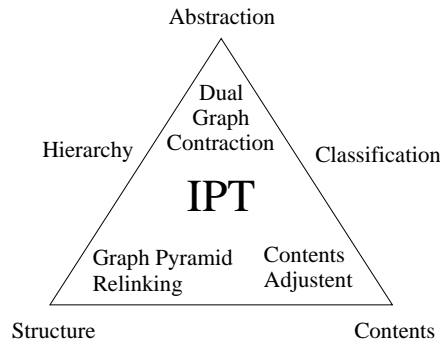 Abstraction
Dual
Graph
Contraction
Hierarchy
Classification
IPT
Graph Pyramid
Relinking
Contents
Adjustent
Structure
Contents